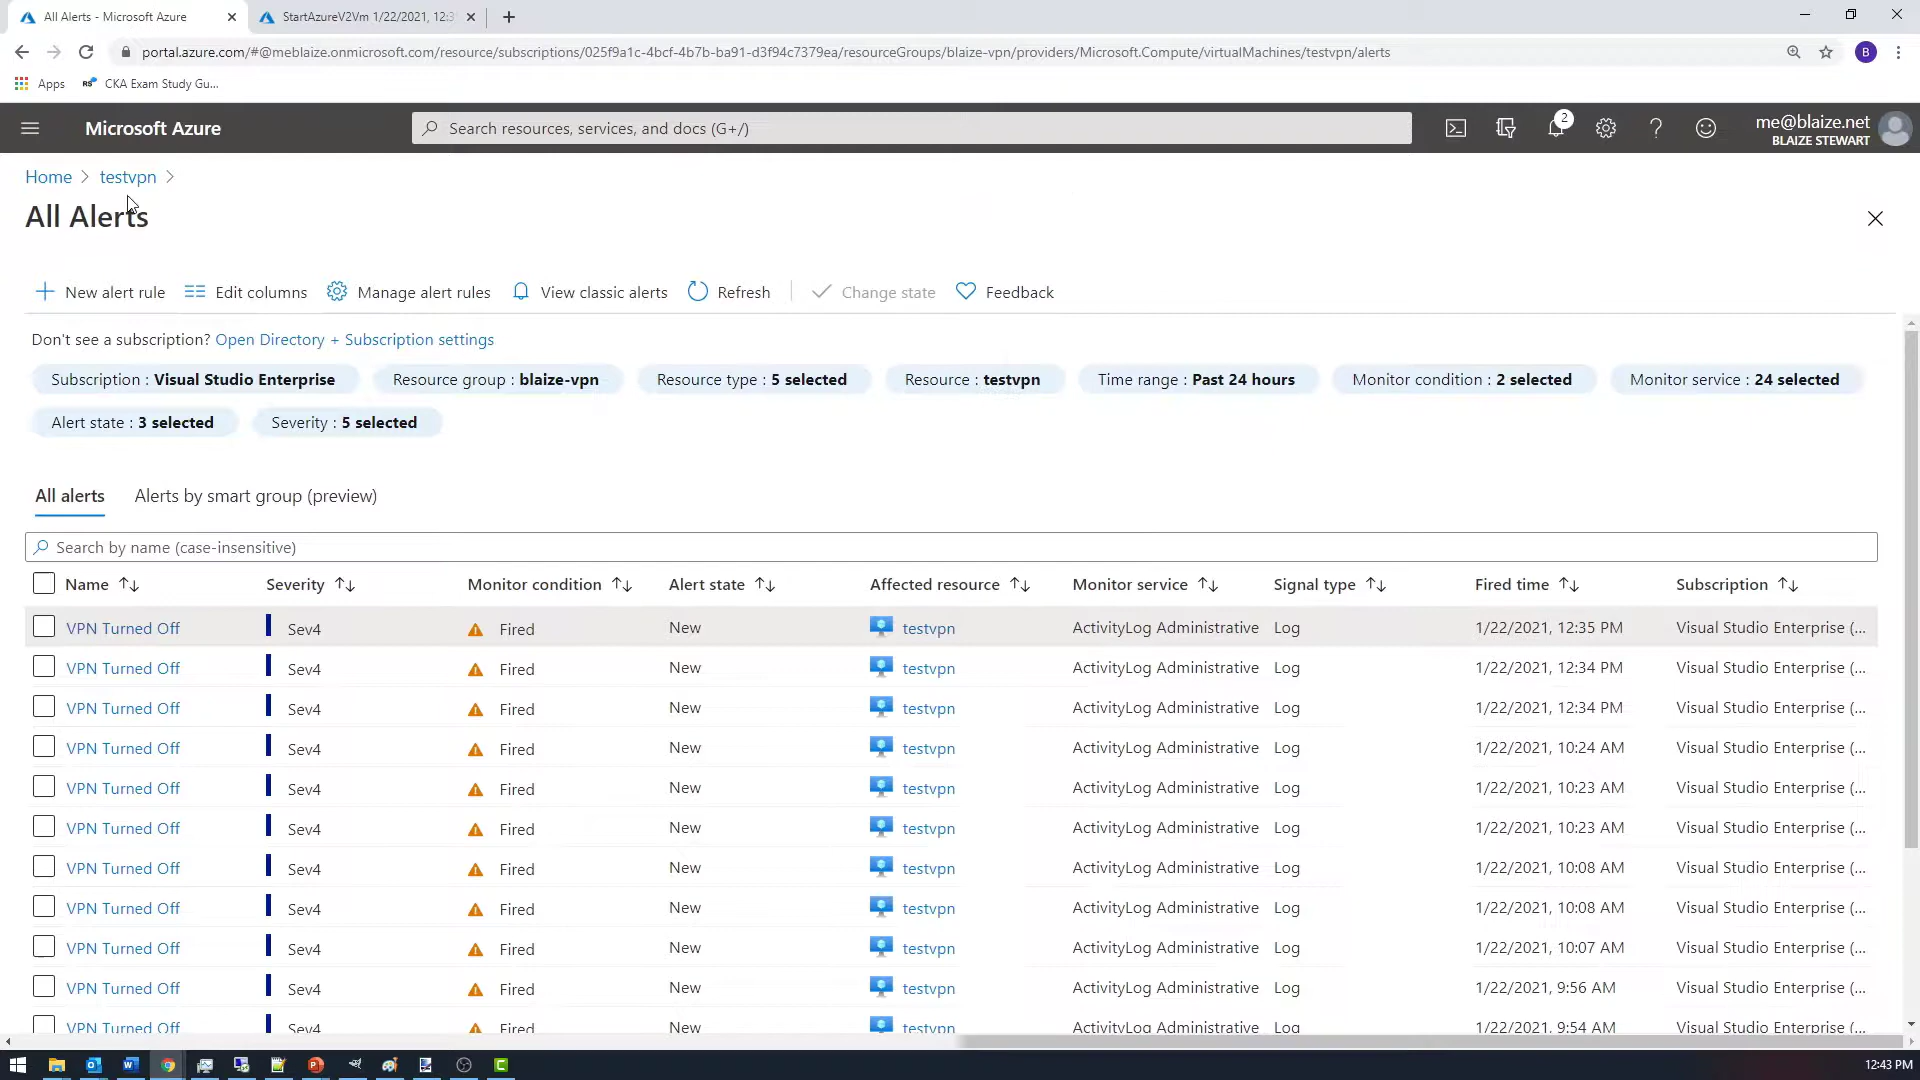 All Alerts - Microsoft Azure
StartAzureV2Vm 1/22/2021, 12:3
portal.azure.com/#@meblaize.onmicrosoft.com/resource/subscriptions/025f9a1c-4bcf-4b7b-ba91-d3f94c7379ea/resourceGroups/blaize-vpn/providers/Microsoft.Compute/virtualMachines/testvpn/alerts
B
Apps
CKA Exam Study Gu...
Microsoft Azure
Search resources, services, and docs (G+/)
2
me@blaize.net
BLAIZE STEWART
Home > testvpn >
All Alerts
New alert rule Edit columns Manage alert rules View classic alerts Refresh Change state Feedback
Don't see a subscription? Open Directory + Subscription settings
Subscription : Visual Studio Enterprise Resource group : blaize-vpn Resource type : 5 selected Resource : testvpn Time range : Past 24 hours Monitor condition : 2 selected Monitor service : 24 selected
Alert state : 3 selected Severity : 5 selected
All alerts Alerts by smart group (preview)
Search by name (case-insensitive)
Name Severity Monitor condition Alert state Affected resource Monitor service Signal type Fired time Subscription
VPN Turned Off Sev4 Fired New testvpn ActivityLog Administrative Log 1/22/2021, 12:35 PM Visual Studio Enterprise (...
VPN Turned Off Sev4 Fired New testvpn ActivityLog Administrative Log 1/22/2021, 12:34 PM Visual Studio Enterprise (...
VPN Turned Off Sev4 Fired New testvpn ActivityLog Administrative Log 1/22/2021, 12:34 PM Visual Studio Enterprise (...
VPN Turned Off Sev4 Fired New testvpn ActivityLog Administrative Log 1/22/2021, 10:24 AM Visual Studio Enterprise (...
VPN Turned Off Sev4 Fired New testvpn ActivityLog Administrative Log 1/22/2021, 10:23 AM Visual Studio Enterprise (...
VPN Turned Off Sev4 Fired New testvpn ActivityLog Administrative Log 1/22/2021, 10:23 AM Visual Studio Enterprise (...
VPN Turned Off Sev4 Fired New testvpn ActivityLog Administrative Log 1/22/2021, 10:08 AM Visual Studio Enterprise (...
VPN Turned Off Sev4 Fired New testvpn ActivityLog Administrative Log 1/22/2021, 10:08 AM Visual Studio Enterprise (...
VPN Turned Off Sev4 Fired New testvpn ActivityLog Administrative Log 1/22/2021, 10:07 AM Visual Studio Enterprise (...
VPN Turned Off Sev4 Fired New testvpn ActivityLog Administrative Log 1/22/2021, 9:56 AM Visual Studio Enterprise (...
VPN Turned Off Sev4 Fired New testvpn ActivityLog Administrative Log 1/22/2021, 9:54 AM Visual Studio Enterprise (...
12:43 PM